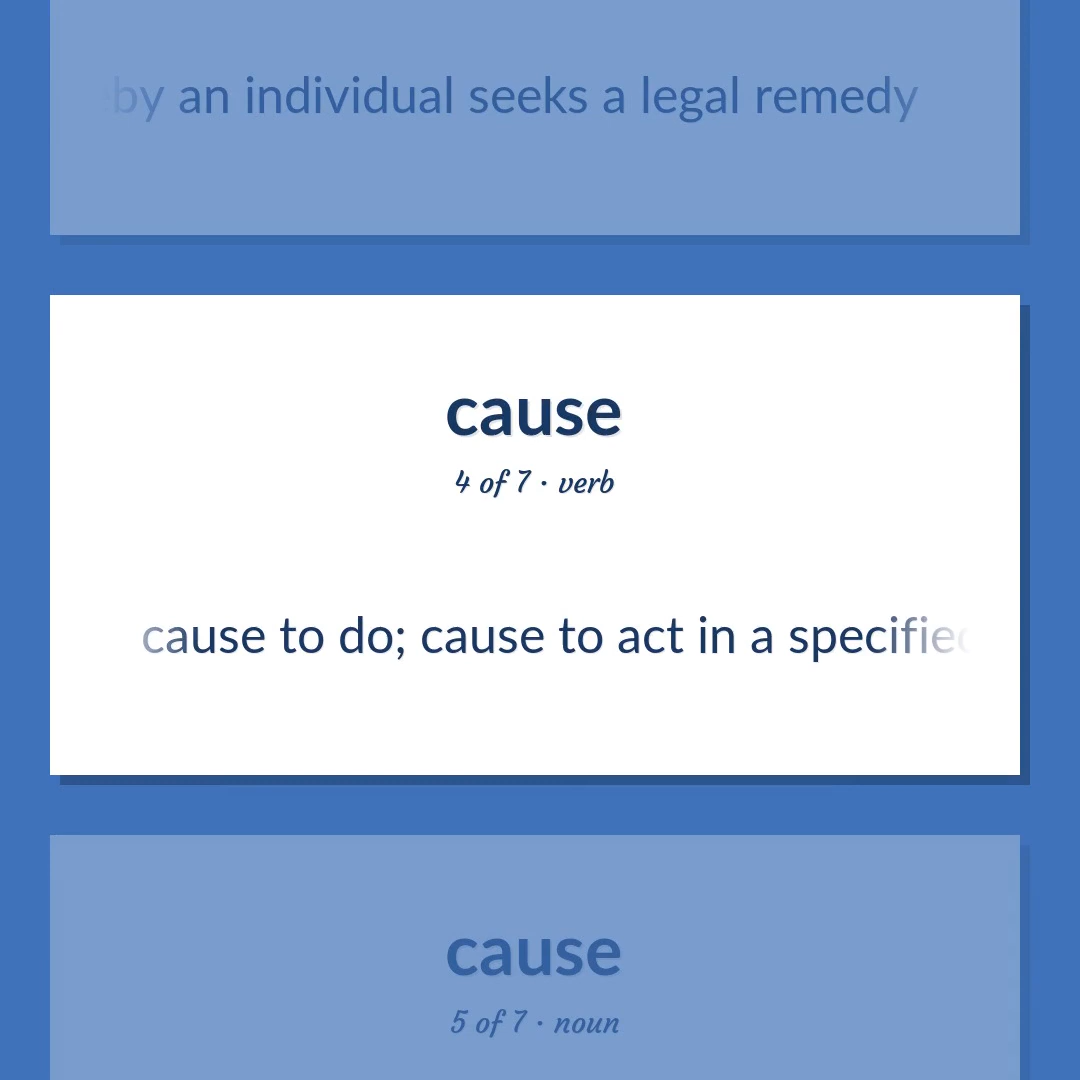 by an individual seeks a legal remedy
cause
4 of 7 · verb
cause to do; cause to act in a specified
cause
5 of 7 · noun